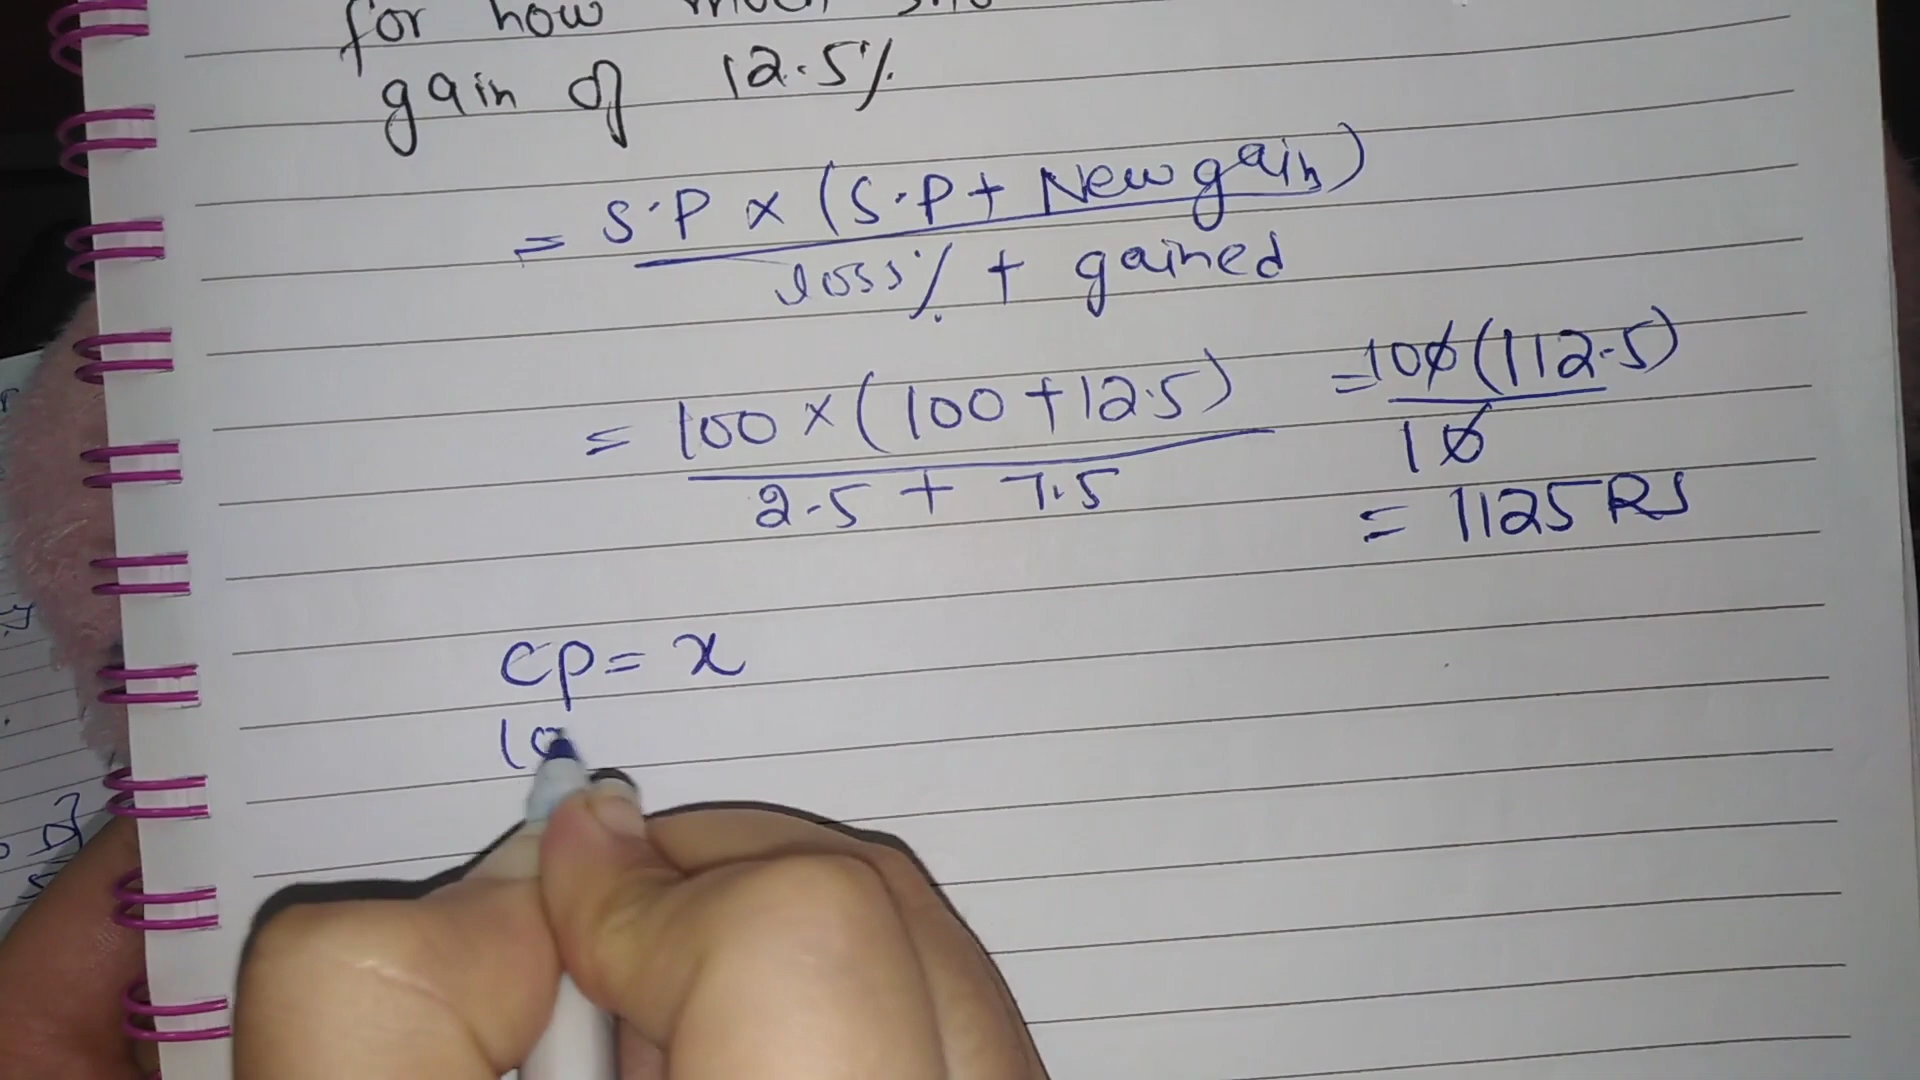 for how
gain of 12.5%
= S.P x (S.P + New gain)
loss% + gained
= 100 x (100 + 12.5)
2.5 + 7.5
= 100 (112.5)
10
= 1125 RS
CP = x
10